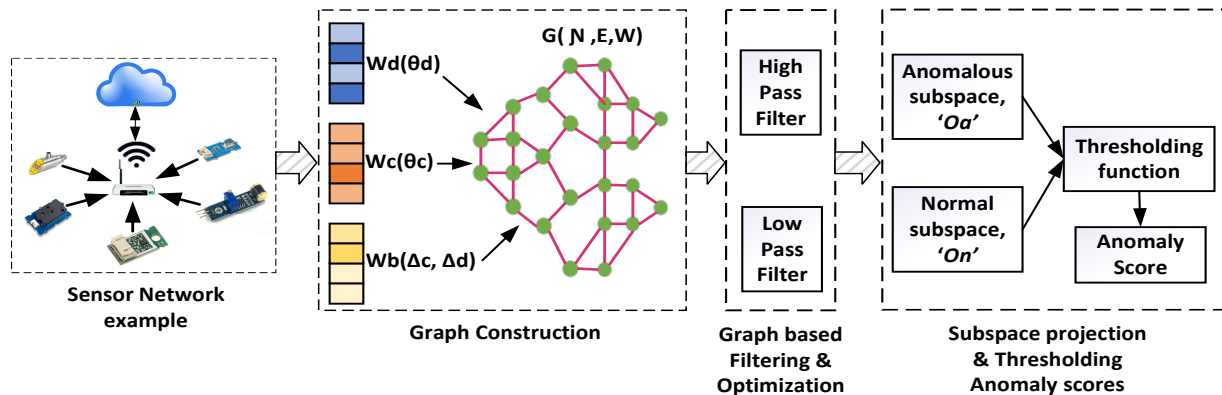 Sensor Network
example
Wd(θd)
Wc(θc)
Wb(Δc, Δd)
G( Ɲ ,E,W)
Graph Construction
High
Pass
Filter
Low
Pass
Filter
Graph based
Filtering &
Optimization
Anomalous
subspace,
‘Oa’
Normal
subspace,
‘On’
Thresholding
function
Anomaly
Score
Subspace projection
& Thresholding
Anomaly scores